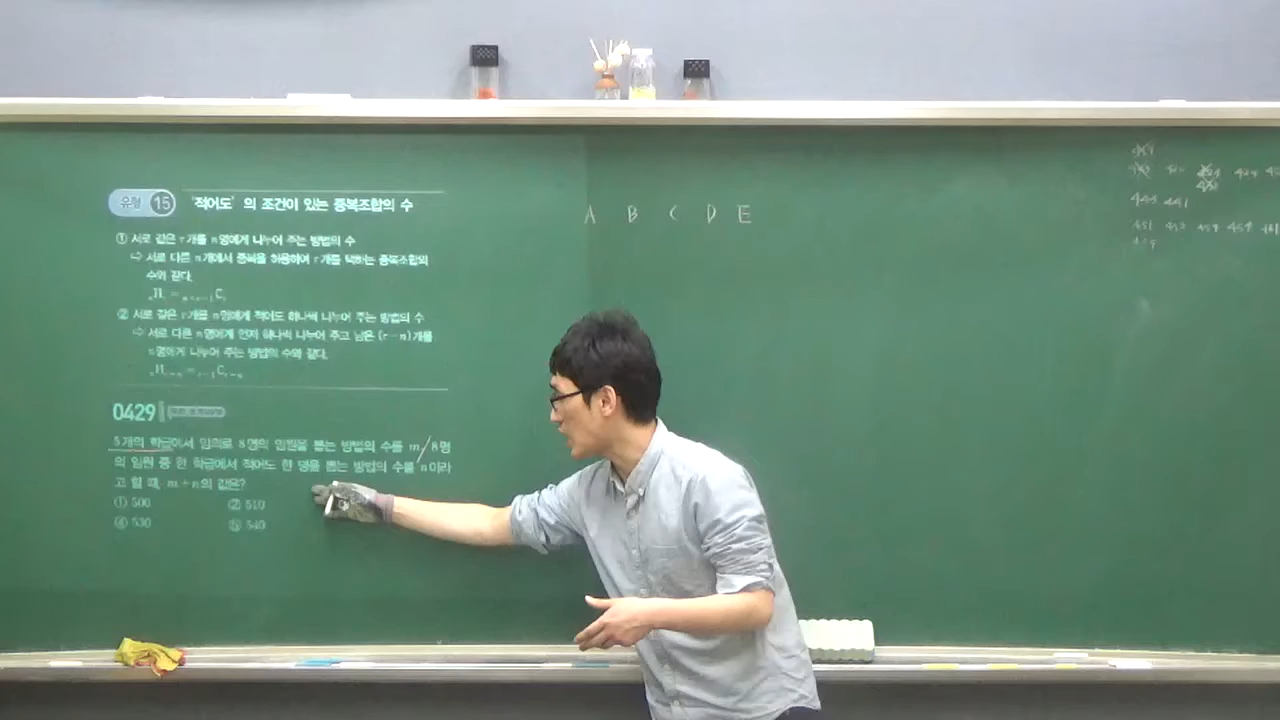 유형 15 '적어도'의 조건이 있는 중복조합의 수
① 서로 같은 r개를 n명에게 나누어 주는 방법의 수
⇨ 서로 다른 n개에서 중복을 허용하여 r개를 택하는 중복조합의
수와 같다.
② 서로 같은 r개를 n명에게 적어도 하나씩 나누어 주는 방법의 수
⇨ 서로 다른 n명에게 먼저 하나씩 나누어 주고 남은 (r-n)개를
n명에게 나누어 주는 방법의 수와 같다.
0429
5개의 학급에서 임의로 8명의 임원을 뽑는 방법의 수를 m, 8명
의 임원 중 한 학급에서 적어도 한 명을 뽑는 방법의 수를 n이라
고 할 때, m+n의 값은?
① 500 ② 510
④ 530 ⑤ 540
A B C D E